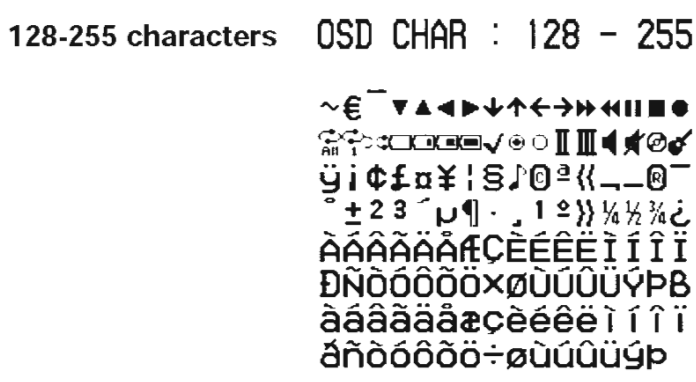 128-255 characters OSD CHAR : 128 - 255
~€¯▼▲◀▶↓↑←→
✓
ÿ¡¢£¤¥¦§♪©ª⟪¬–®¯
°±23´µ¶·¸1º⟫¼½¾¿
ÀÁÂÃÄÅÆÇÈÉÊËÌÍÎÏ
ÐÑÒÓÔÕÖ×ØÙÚÛÜÝÞß
àáâãäåæçèéêëìíîï
ðñòóôõö÷øùúûüýþ